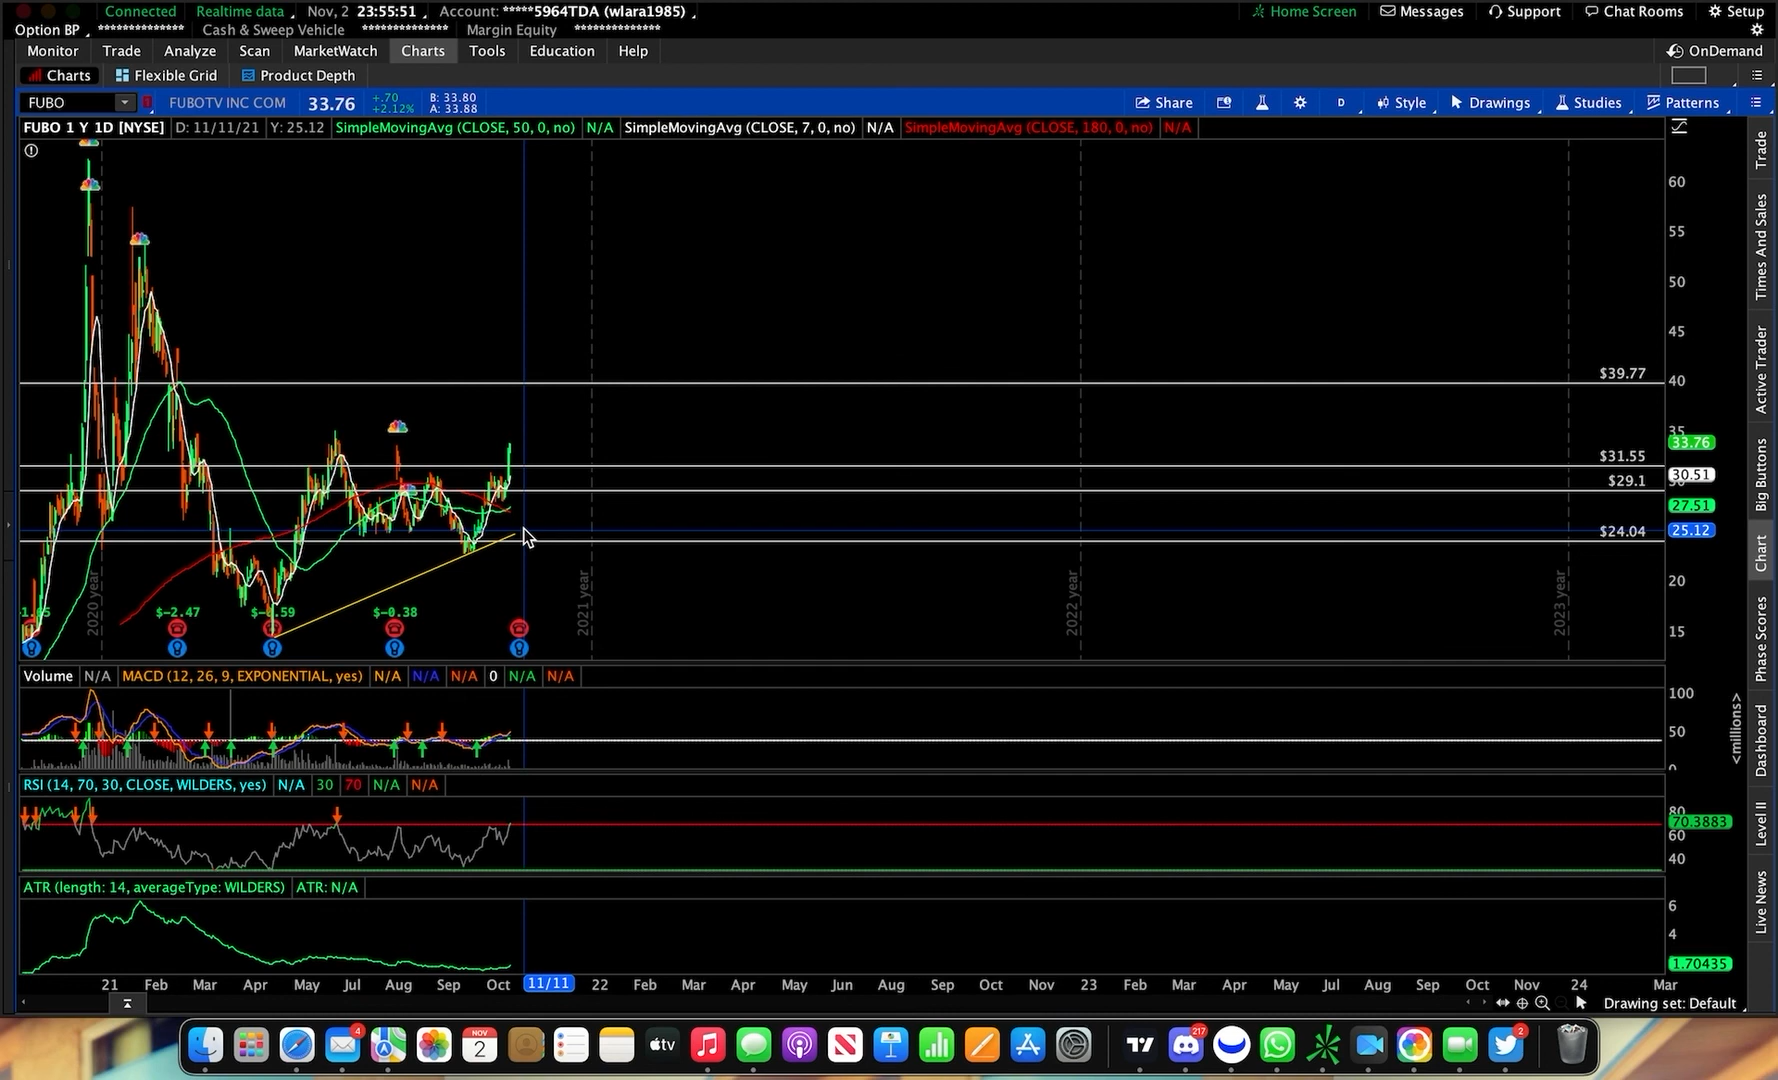 Connected Realtime data Nov, 2 23:55:51 Account: *****5964TDA (wlara1985) Home Screen Messages Support Chat Rooms Setup
Option BP ************** Cash & Sweep Vehicle ************** Margin Equity **************
Monitor Trade Analyze Scan MarketWatch Charts Tools Education Help OnDemand
Charts Flexible Grid Product Depth
FUBO FUBOTV INC COM 33.76 +.70 +2.12% B: 33.80 A: 33.88 Share D Style Drawings Studies Patterns
FUBO 1 Y 1D [NYSE] D: 11/11/21 Y: 25.12 SimpleMovingAvg (CLOSE, 50, 0, no) N/A SimpleMovingAvg (CLOSE, 7, 0, no) N/A SimpleMovingAvg (CLOSE, 180, 0, no) N/A
60
55
50
45
$39.77 40
35
33.76
$31.55
30.51
$29.1
27.51
25.12
$24.04
20
15
2020 year
2021 year
2022 year
2023 year
$-2.47 $-0.38
Volume N/A MACD (12, 26, 9, EXPONENTIAL, yes) N/A N/A N/A 0 N/A N/A
100
50
0
<millions>
RSI (14, 70, 30, CLOSE, WILDERS, yes) N/A 30 70 N/A N/A
80
70.3883
60
40
ATR (length: 14, averageType: WILDERS) ATR: N/A
6
4
1.70435
21 Feb Mar Apr May Jul Aug Sep Oct 11/11 22 Feb Mar Apr May Jun Aug Sep Oct Nov 23 Feb Mar Apr May Jul Aug Sep Oct Nov 24 Mar
Drawing set: Default
Trade
Times And Sales
Active Trader
Big Buttons
Chart
Phase Scores
Dashboard
Level II
Live News
4 NOV 2 tv 217 2